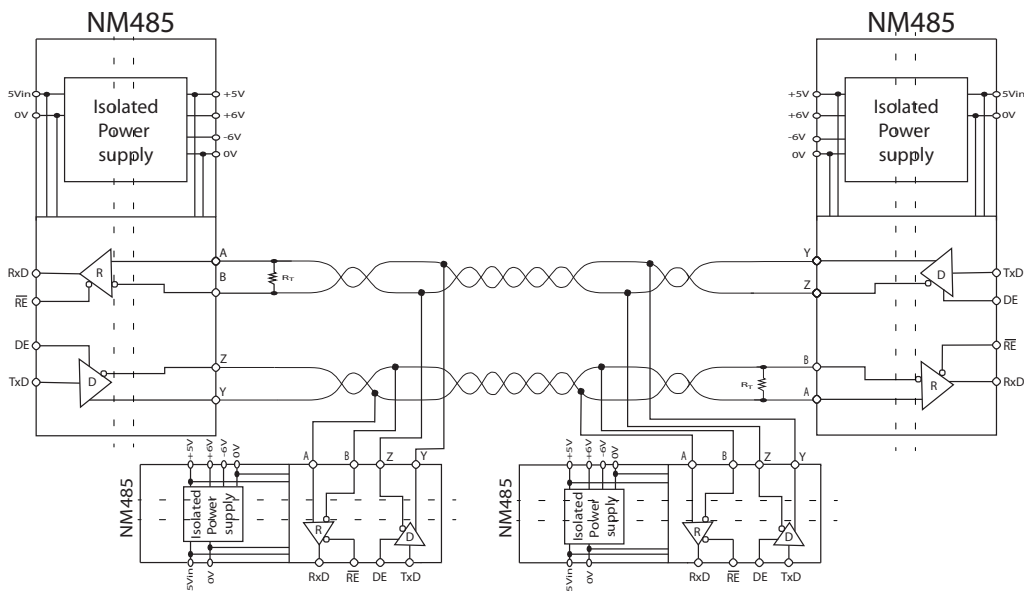 NM485
NM485
5Vin
0V
Isolated
Power
supply
+5V
+6V
-6V
0V
+5V
+6V
-6V
0V
Isolated
Power
supply
5Vin
0V
RxD
R
RE
A
B
RT
Y
Z
D
TxD
DE
DE
TxD
D
Z
Y
RT
B
A
R
RE
RxD
NM485
+5V
+6V
-6V
0V
A
B
Z
Y
Isolated
Power
supply
R
D
5Vin
0V
RxD
RE
DE
TxD
NM485
+5V
+6V
-6V
0V
A
B
Z
Y
Isolated
Power
supply
R
D
5Vin
0V
RxD
RE
DE
TxD